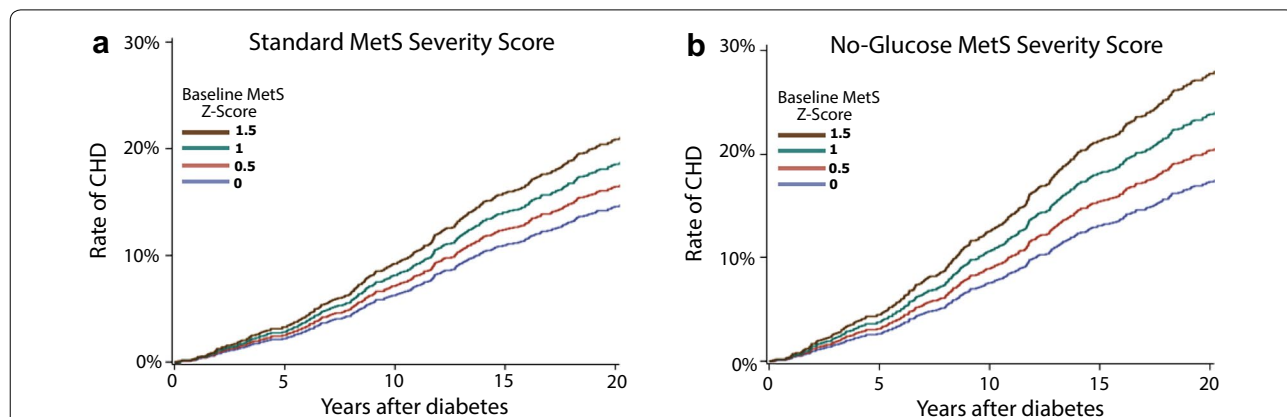 a
Standard MetS Severity Score
30%
20%
10%
0%
Rate of CHD
Baseline MetS
Z-Score
1.5
1
0.5
0
0 5 10 15 20
Years after diabetes
b
No-Glucose MetS Severity Score
30%
20%
10%
0%
Rate of CHD
Baseline MetS
Z-Score
1.5
1
0.5
0
0 5 10 15 20
Years after diabetes